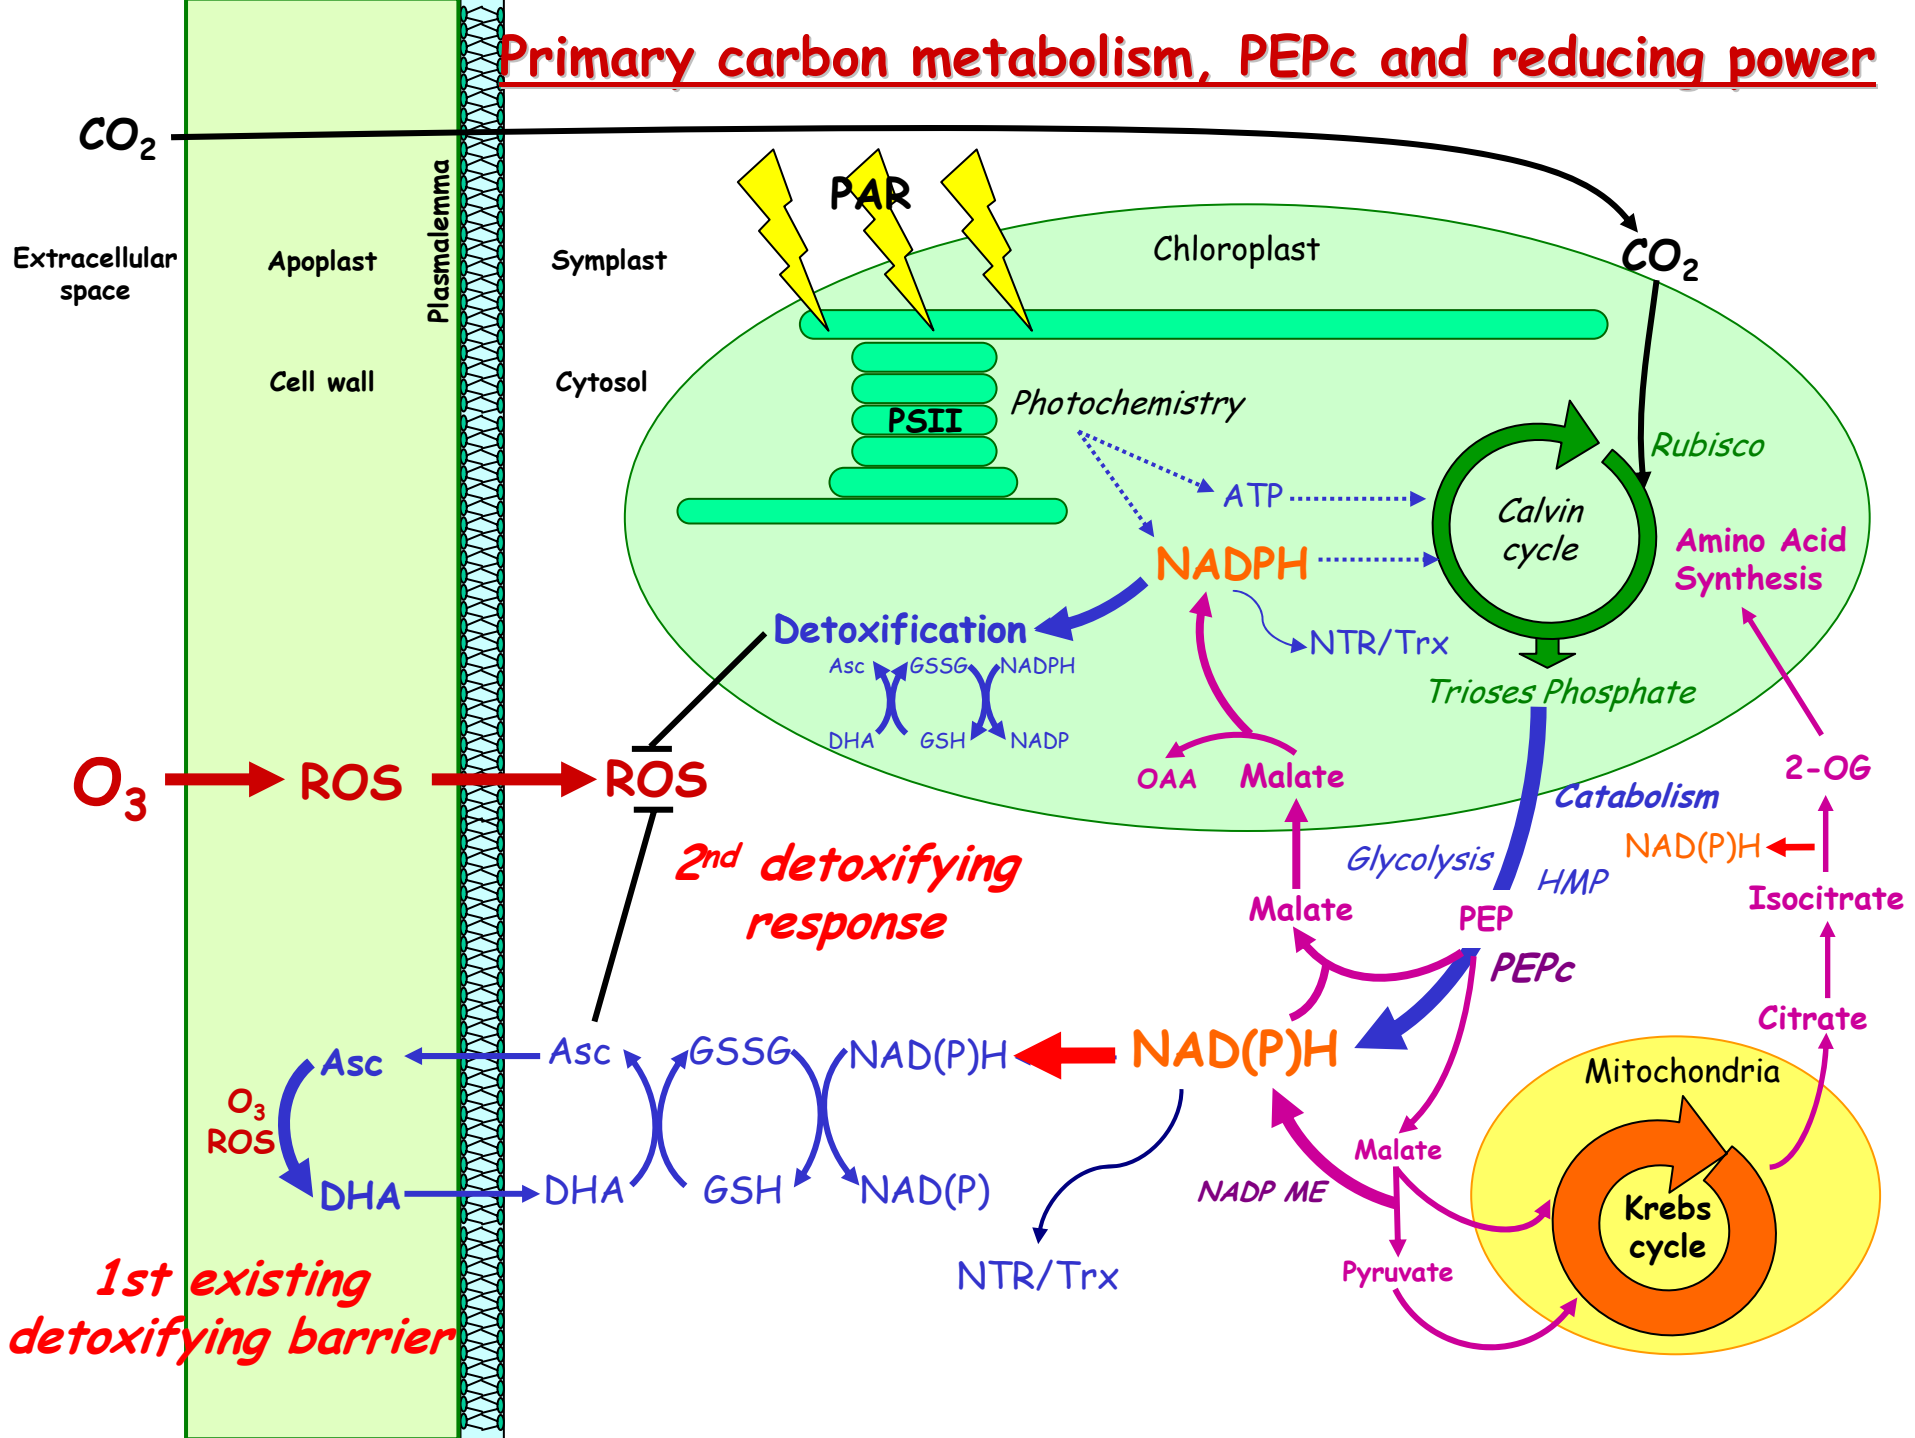 Primary carbon metabolism, PEPc and reducing power
CO₂
PAR
Plasmalemma
Extracellular
space
Apoplast
Symplast
Chloroplast
CO₂
Cell wall
Cytosol
PSII
Photochemistry
Rubisco
ATP
Calvin
cycle
NADPH
Amino Acid
Synthesis
Detoxification
NTR/Trx
Asc
GSSG
NADPH
Trioses Phosphate
DHA
GSH
NADP
O₃
ROS
ROS
OAA
Malate
2-OG
Catabolism
NAD(P)H
Glycolysis
HMP
2nd detoxifying
response
Malate
PEP
Isocitrate
PEPc
Citrate
Asc
Asc
GSSG
NAD(P)H
NAD(P)H
Mitochondria
O₃
ROS
Malate
DHA
DHA
GSH
NAD(P)
NADP ME
Krebs
cycle
NTR/Trx
Pyruvate
1st existing
detoxifying barrier